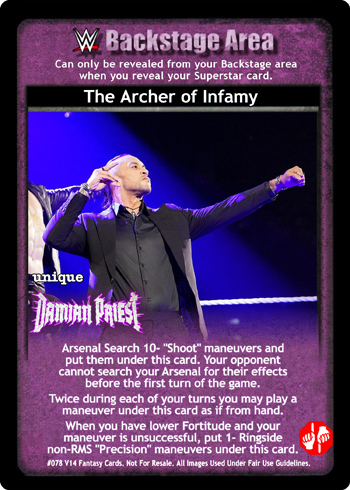 W Backstage Area
Can only be revealed from your Backstage area
when you reveal your Superstar card.
The Archer of Infamy
unique
DAMIAN PRIEST
Arsenal Search 10- "Shoot" maneuvers and
put them under this card. Your opponent
cannot search your Arsenal for their effects
before the first turn of the game.
Twice during each of your turns you may play a
maneuver under this card as if from hand.
When you have lower Fortitude and your
maneuver is unsuccessful, put 1- Ringside
non-RMS "Precision" maneuvers under this card.
#078 V14 Fantasy Cards. Not For Resale. All Images Used Under Fair Use Guidelines.